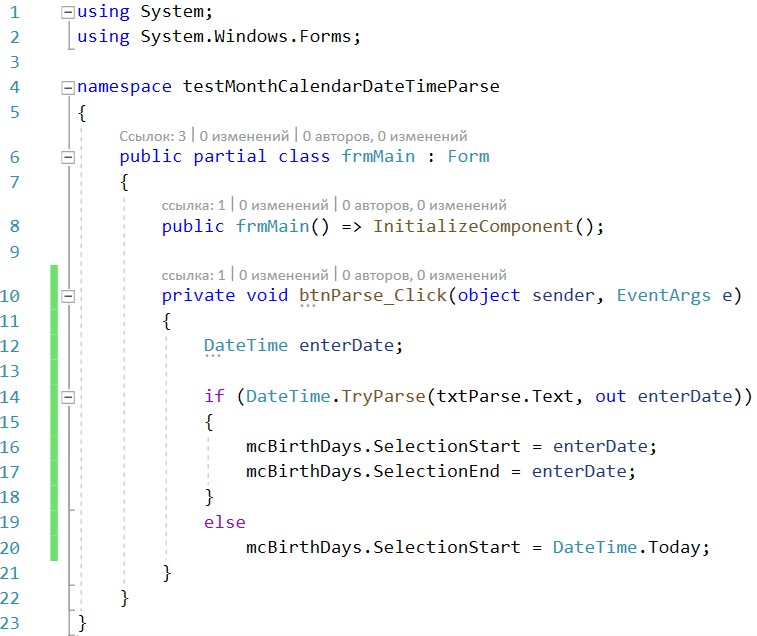 1 using System;
2 using System.Windows.Forms;
3
4 namespace testMonthCalendarDateTimeParse
5 {
Ссылок: 3 | 0 изменений | 0 авторов, 0 изменений
6 public partial class frmMain : Form
7 {
ссылка: 1 | 0 изменений | 0 авторов, 0 изменений
8 public frmMain() => InitializeComponent();
9
ссылка: 1 | 0 изменений | 0 авторов, 0 изменений
10 private void btnParse_Click(object sender, EventArgs e)
11 {
12 DateTime enterDate;
13
14 if (DateTime.TryParse(txtParse.Text, out enterDate))
15 {
16 mcBirthDays.SelectionStart = enterDate;
17 mcBirthDays.SelectionEnd = enterDate;
18 }
19 else
20 mcBirthDays.SelectionStart = DateTime.Today;
21 }
22 }
23 }